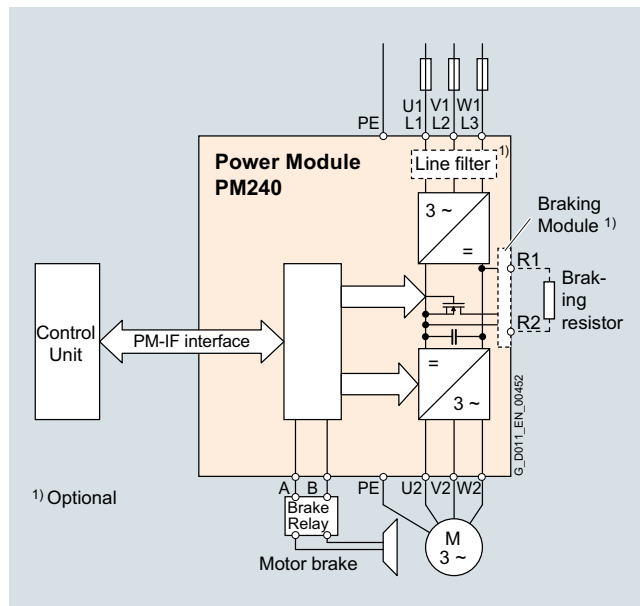 U1 V1 W1
PE L1 L2 L3
Power Module
PM240
Line filter 1)
3 ~
=
Braking
Module 1)
R1
Brak-
ing
resistor
R2
Control
Unit
PM-IF interface
=
3 ~
G_D011_EN_00452
1) Optional
A B PE U2 V2 W2
Brake
Relay
Motor brake
M
3 ~